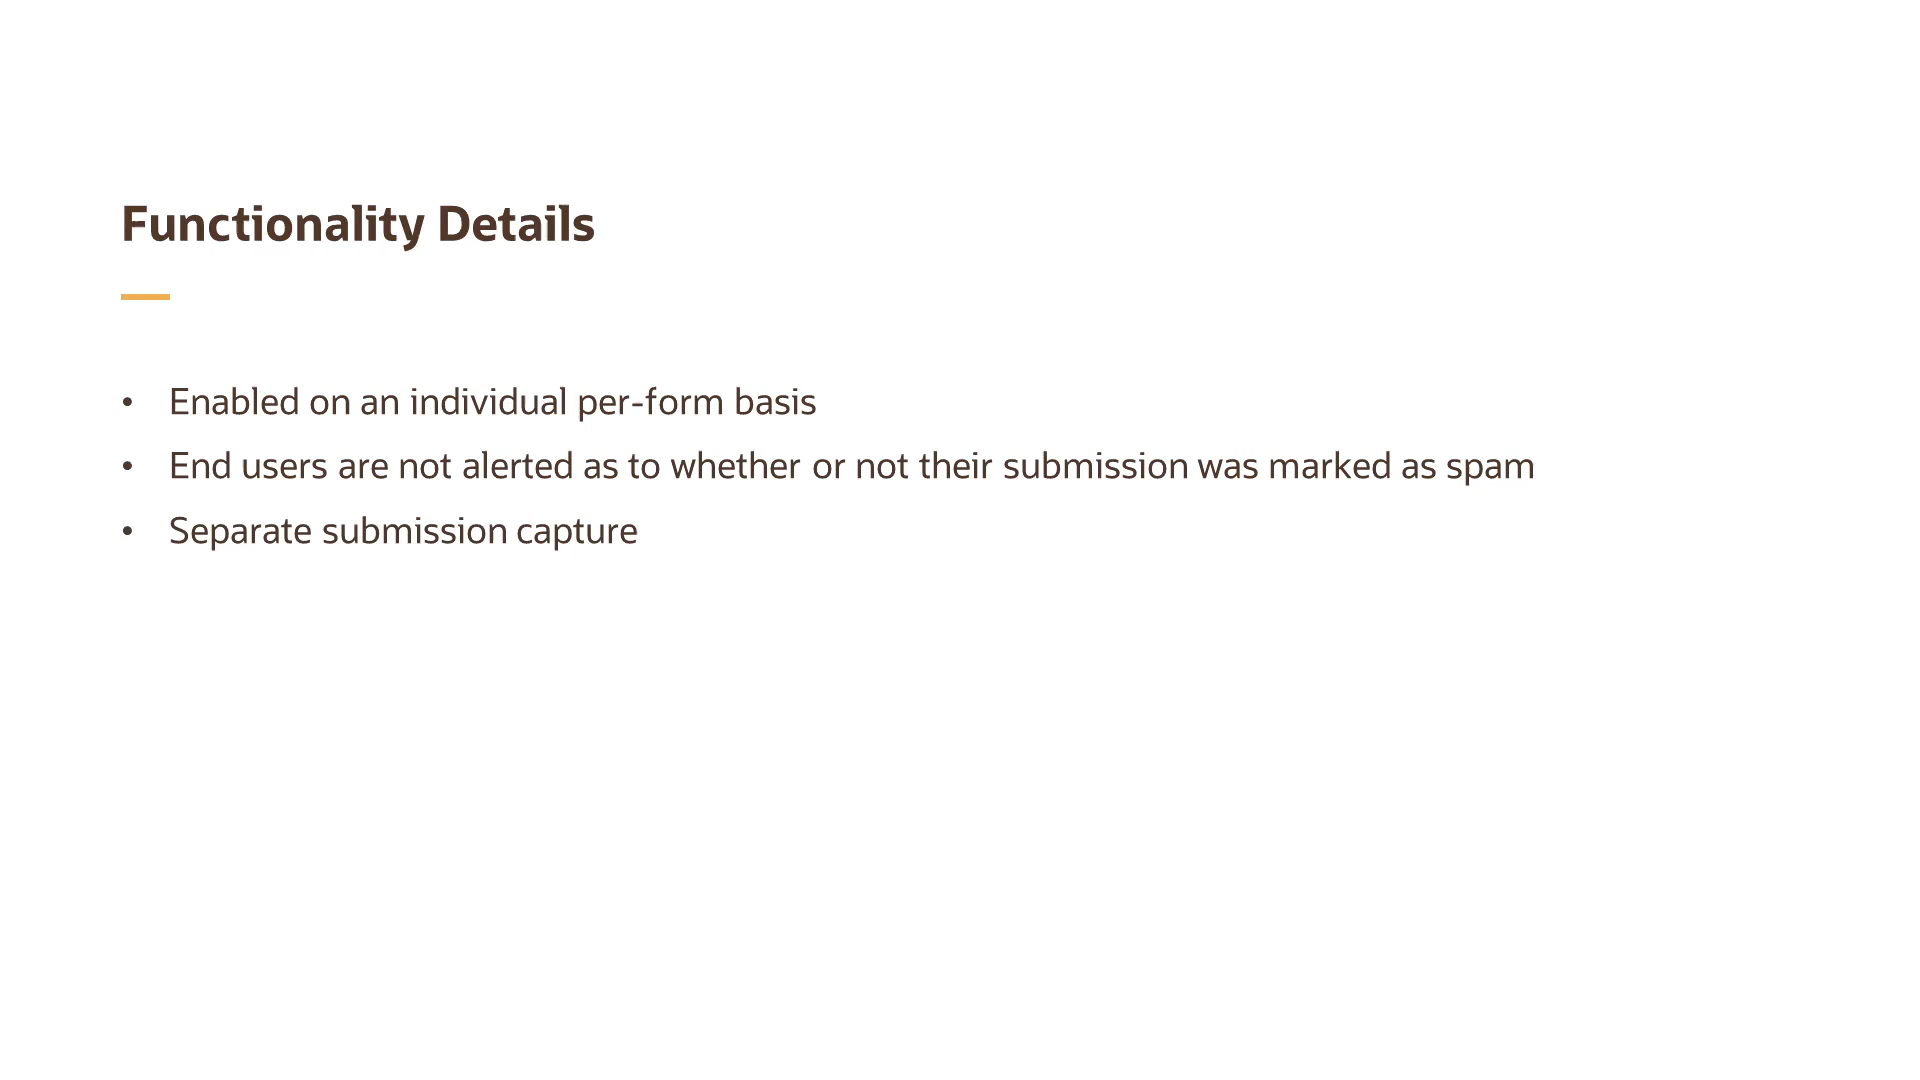 Functionality Details
• Enabled on an individual per-form basis
• End users are not alerted as to whether or not their submission was marked as spam
• Separate submission capture